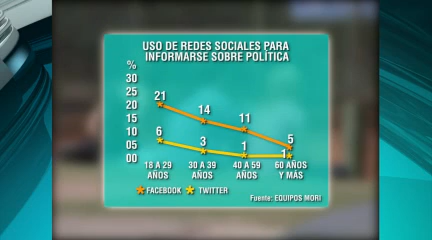 USO DE REDES SOCIALES PARA
INFORMARSE SOBRE POLÍTICA
%
30
25
20
15
10
05
00
21
14
11
5
6
3
1
1
18 A 29 AÑOS
30 A 39 AÑOS
40 A 59 AÑOS
60 AÑOS Y MÁS
FACEBOOK TWITTER
Fuente: EQUIPOS MORI